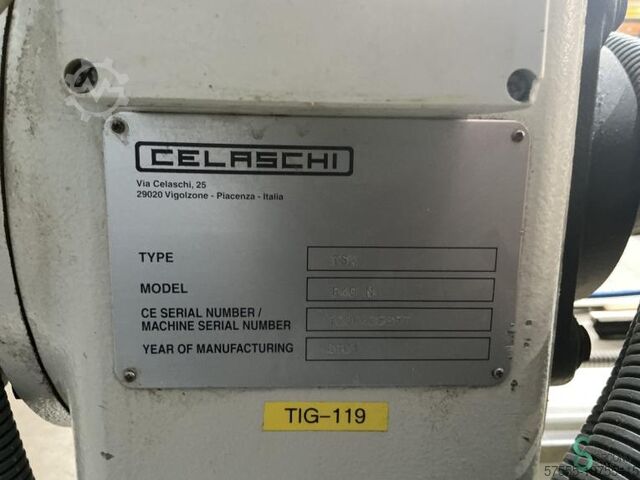 CELASCHI
Via Celaschi, 25
29020 Vigolzone - Piacenza - Italia
TYPE
MODEL
CE SERIAL NUMBER /
MACHINE SERIAL NUMBER
YEAR OF MANUFACTURING
TIG-119